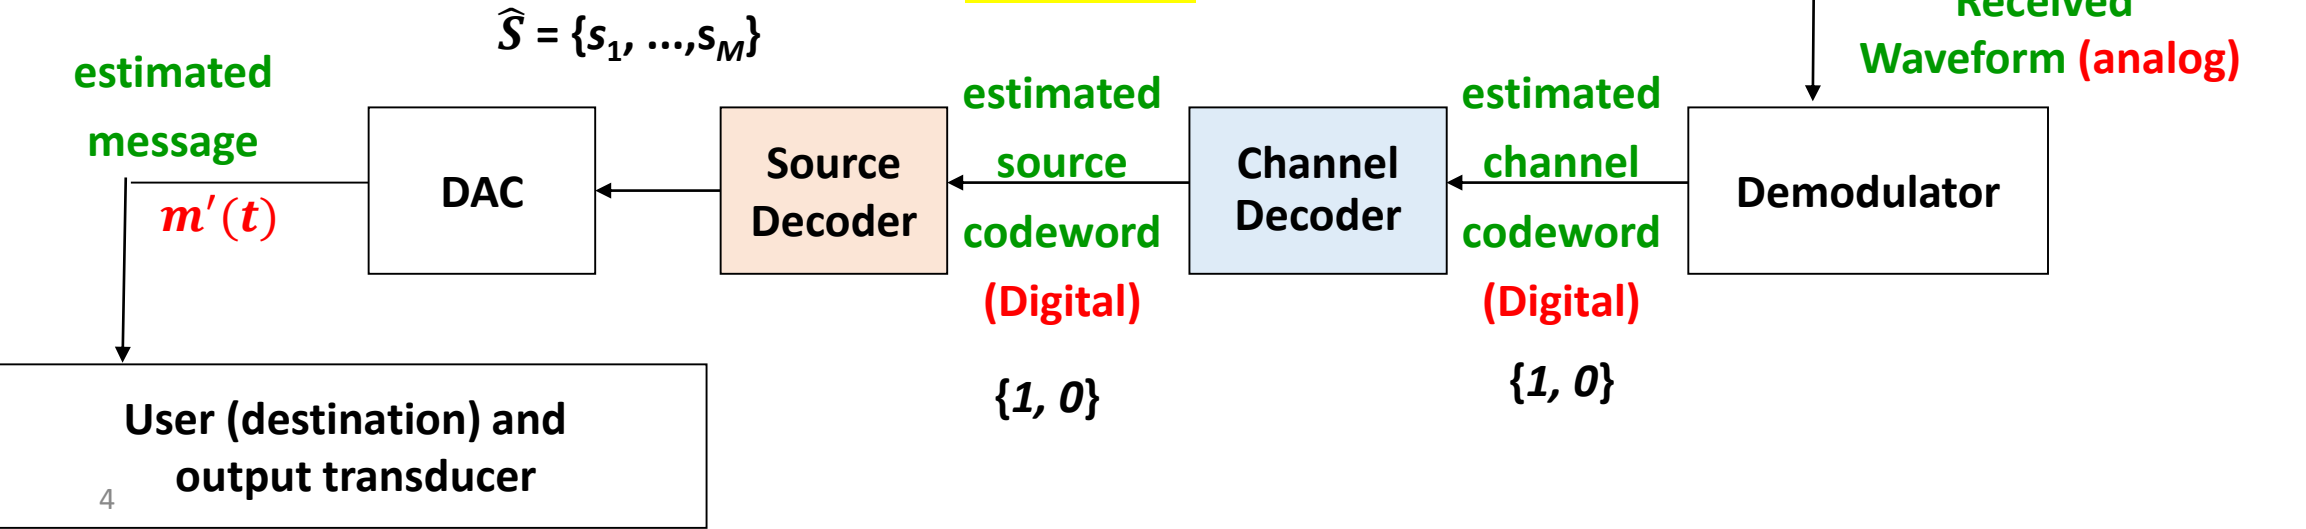 Received
Waveform (analog)
Ŝ = {s1, ...,sM}
estimated
message
m′(t)
DAC
Source
Decoder
estimated
source
codeword
(Digital)
{1, 0}
Channel
Decoder
estimated
channel
codeword
(Digital)
{1, 0}
Demodulator
User (destination) and
output transducer
4